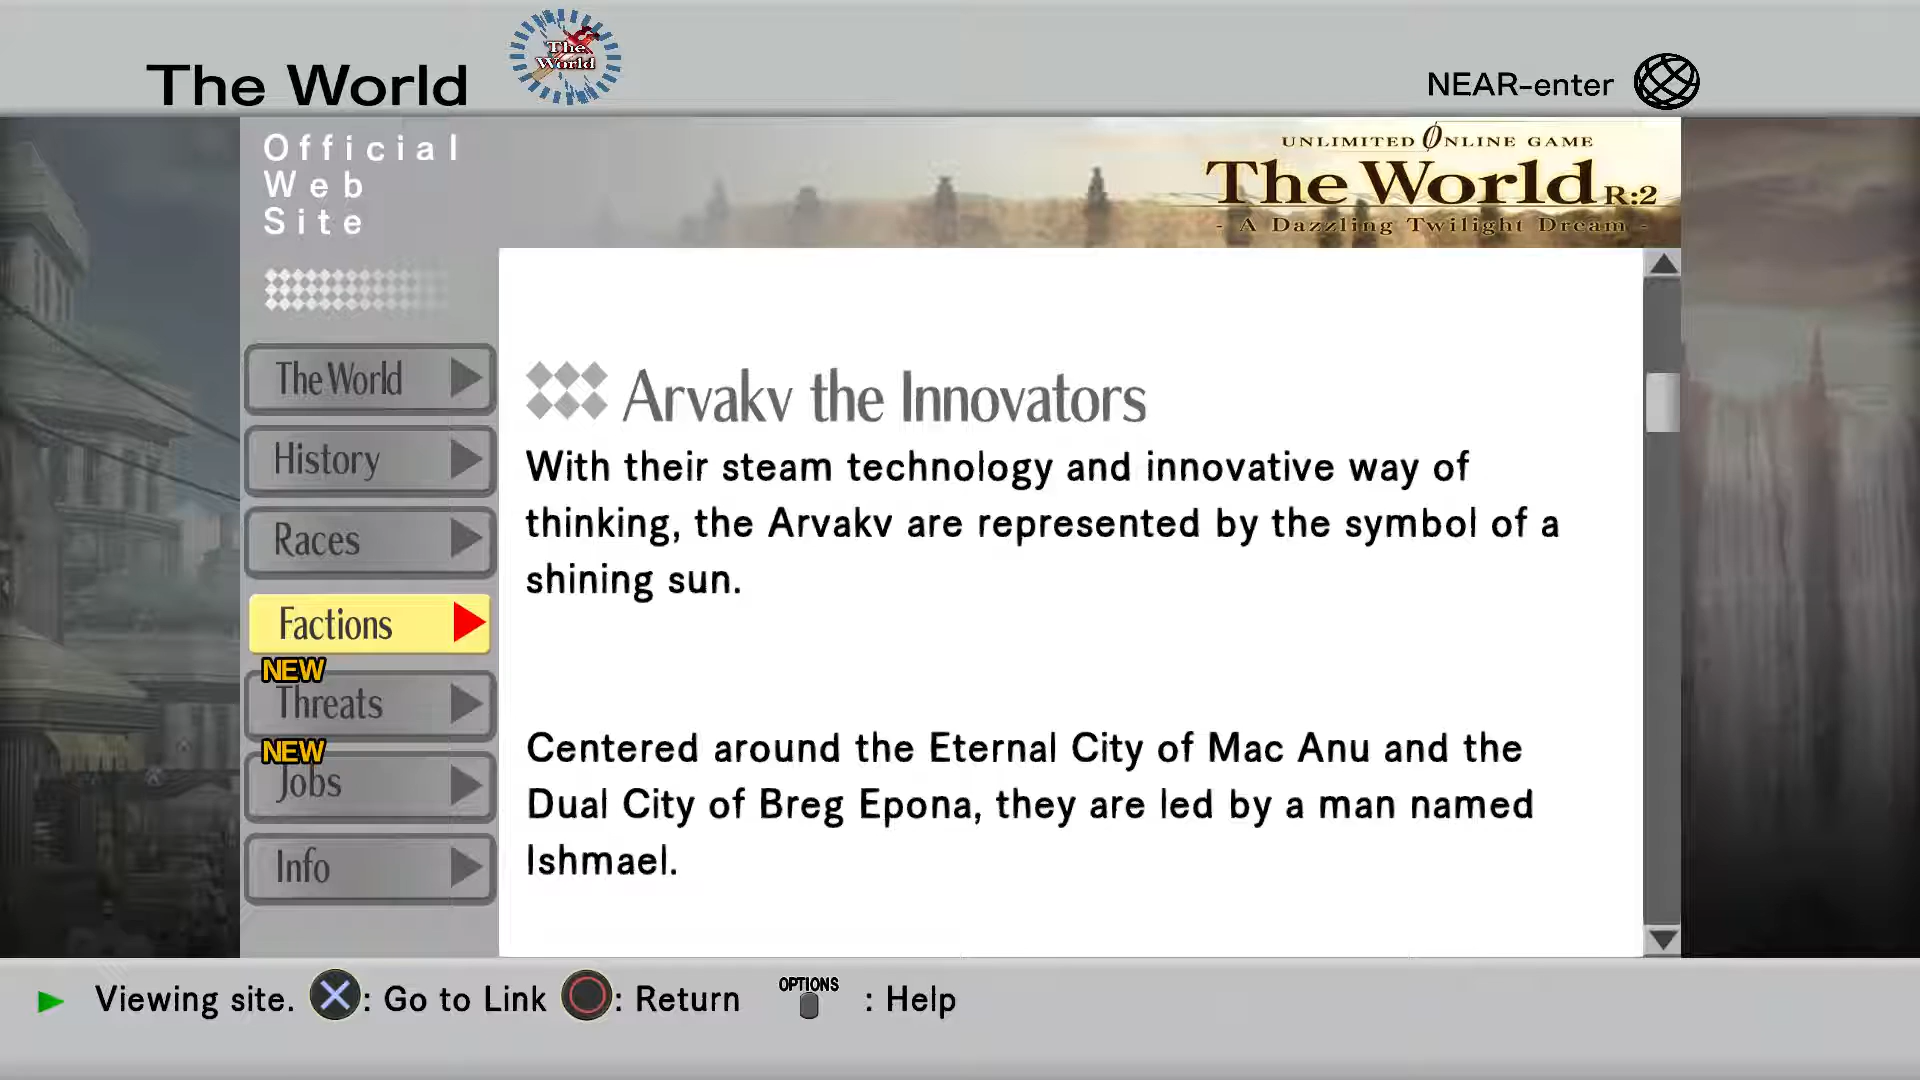 The World
The World
NEAR-enter
Official
Web
Site
UNLIMITED ONLINE GAME
The World R:2
- A Dazzling Twilight Dream -
The World
History
Races
Factions
NEW
Threats
NEW
Jobs
Info
Arvakv the Innovators
With their steam technology and innovative way of
thinking, the Arvakv are represented by the symbol of a
shining sun.
Centered around the Eternal City of Mac Anu and the
Dual City of Breg Epona, they are led by a man named
Ishmael.
Viewing site. : Go to Link : Return OPTIONS : Help